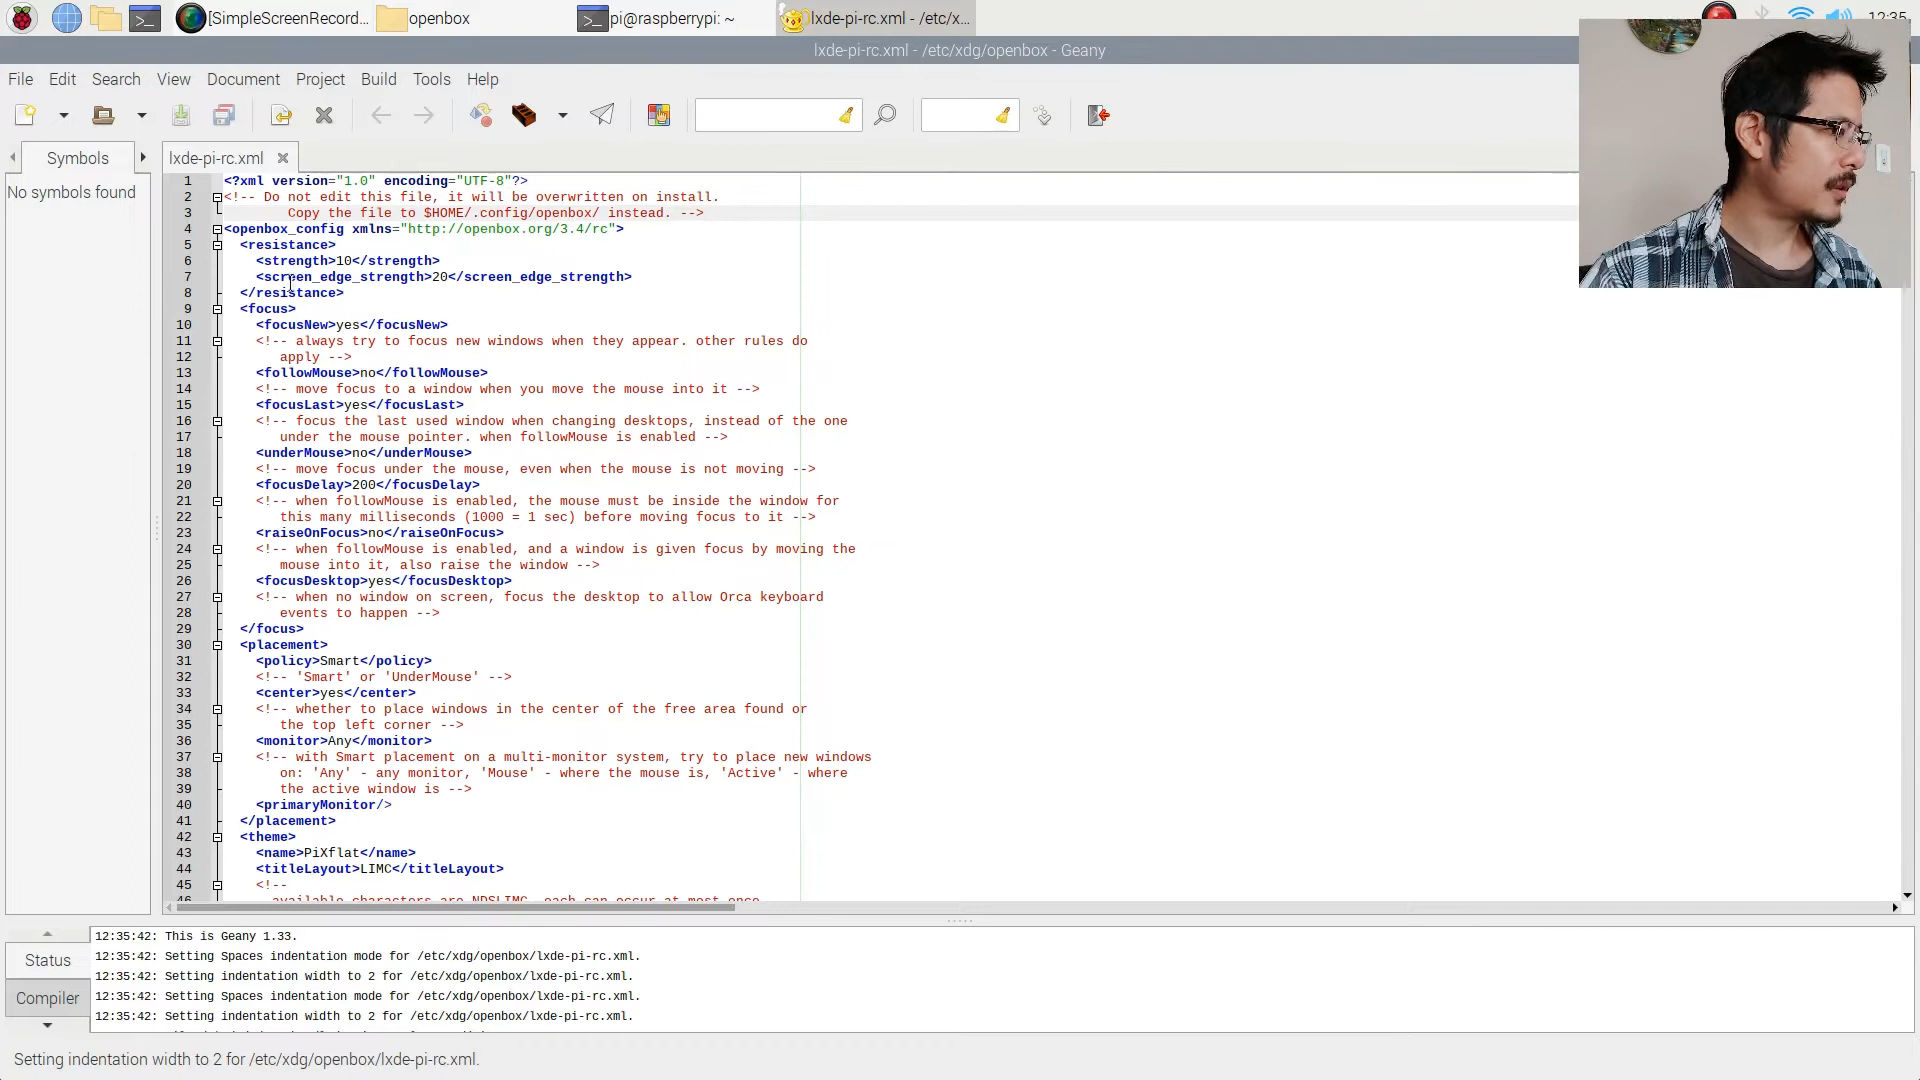 [SimpleScreenRecord... openbox pi@raspberrypi: ~ lxde-pi-rc.xml - /etc/x... 12:35
lxde-pi-rc.xml - /etc/xdg/openbox - Geany
File Edit Search View Document Project Build Tools Help
Symbols lxde-pi-rc.xml
No symbols found
1 <?xml version="1.0" encoding="UTF-8"?>
2 <!-- Do not edit this file, it will be overwritten on install.
3 Copy the file to $HOME/.config/openbox/ instead. -->
4 <openbox_config xmlns="http://openbox.org/3.4/rc">
5 <resistance>
6 <strength>10</strength>
7 <screen_edge_strength>20</screen_edge_strength>
8 </resistance>
9 <focus>
10 <focusNew>yes</focusNew>
11 <!-- always try to focus new windows when they appear. other rules do
12 apply -->
13 <followMouse>no</followMouse>
14 <!-- move focus to a window when you move the mouse into it -->
15 <focusLast>yes</focusLast>
16 <!-- focus the last used window when changing desktops, instead of the one
17 under the mouse pointer. when followMouse is enabled -->
18 <underMouse>no</underMouse>
19 <!-- move focus under the mouse, even when the mouse is not moving -->
20 <focusDelay>200</focusDelay>
21 <!-- when followMouse is enabled, the mouse must be inside the window for
22 this many milliseconds (1000 = 1 sec) before moving focus to it -->
23 <raiseOnFocus>no</raiseOnFocus>
24 <!-- when followMouse is enabled, and a window is given focus by moving the
25 mouse into it, also raise the window -->
26 <focusDesktop>yes</focusDesktop>
27 <!-- when no window on screen, focus the desktop to allow Orca keyboard
28 events to happen -->
29 </focus>
30 <placement>
31 <policy>Smart</policy>
32 <!-- 'Smart' or 'UnderMouse' -->
33 <center>yes</center>
34 <!-- whether to place windows in the center of the free area found or
35 the top left corner -->
36 <monitor>Any</monitor>
37 <!-- with Smart placement on a multi-monitor system, try to place new windows
38 on: 'Any' - any monitor, 'Mouse' - where the mouse is, 'Active' - where
39 the active window is -->
40 <primaryMonitor/>
41 </placement>
42 <theme>
43 <name>PiXflat</name>
44 <titleLayout>LIMC</titleLayout>
45 <!--
46 available characters are NDSLIMC, each can occur at most once
Status
Compiler
12:35:42: This is Geany 1.33.
12:35:42: Setting Spaces indentation mode for /etc/xdg/openbox/lxde-pi-rc.xml.
12:35:42: Setting indentation width to 2 for /etc/xdg/openbox/lxde-pi-rc.xml.
12:35:42: Setting Spaces indentation mode for /etc/xdg/openbox/lxde-pi-rc.xml.
12:35:42: Setting indentation width to 2 for /etc/xdg/openbox/lxde-pi-rc.xml.
Setting indentation width to 2 for /etc/xdg/openbox/lxde-pi-rc.xml.